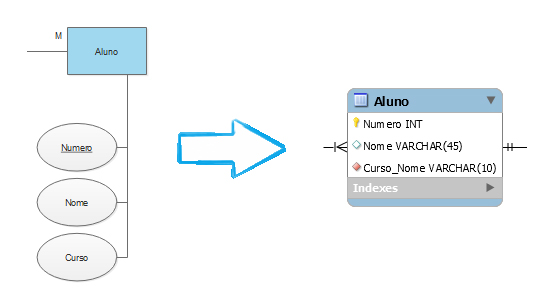 M
Aluno
Numero
Nome
Curso
Aluno
Numero INT
Nome VARCHAR(45)
Curso_Nome VARCHAR(10)
Indexes